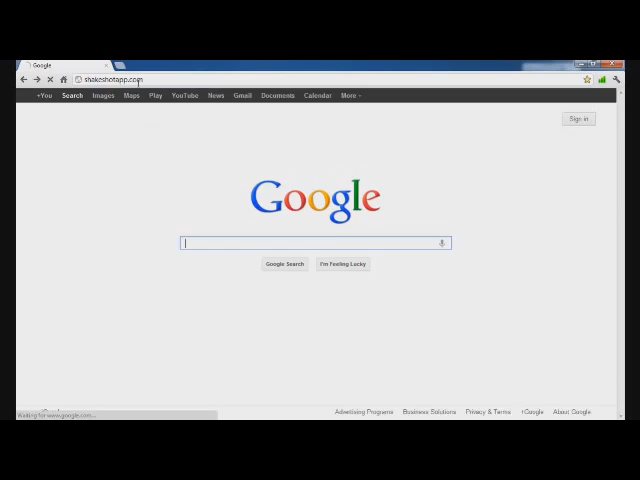 Google
shakeshotapp.com
+You Search Images Maps Play YouTube News Gmail Documents Calendar More
Sign in
Google
Google Search I'm Feeling Lucky
Waiting for www.google.com...
Advertising Programs Business Solutions Privacy & Terms +Google About Google